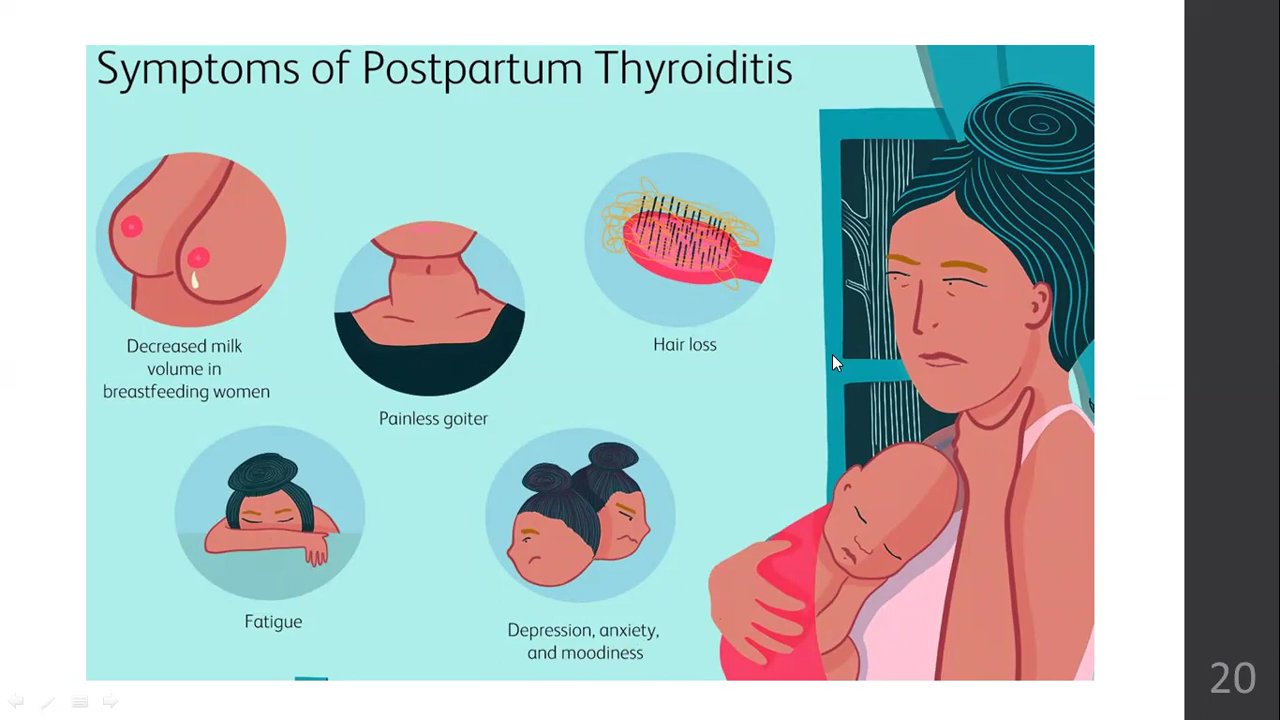 Symptoms of Postpartum Thyroiditis
Decreased milk
volume in
breastfeeding women
Painless goiter
Hair loss
Fatigue
Depression, anxiety,
and moodiness
20